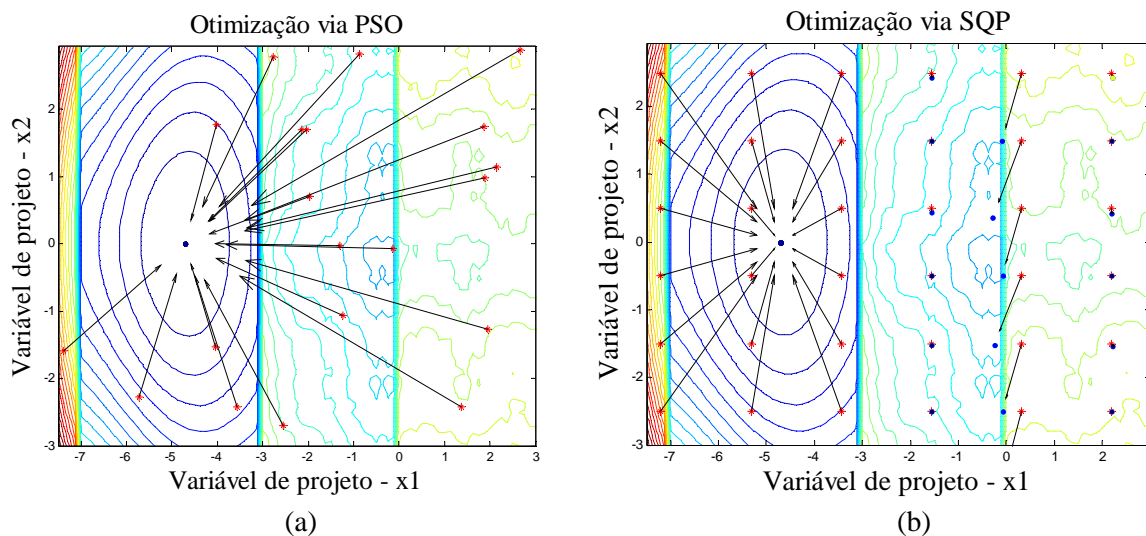 Otimização via PSO
Variável de projeto - x2
2
1
0
-1
-2
-3
-7 -6 -5 -4 -3 -2 -1 0 1 2 3
Variável de projeto - x1
(a)
Otimização via SQP
Variável de projeto - x2
2
1
0
-1
-2
-3
-7 -6 -5 -4 -3 -2 -1 0 1 2
Variável de projeto - x1
(b)